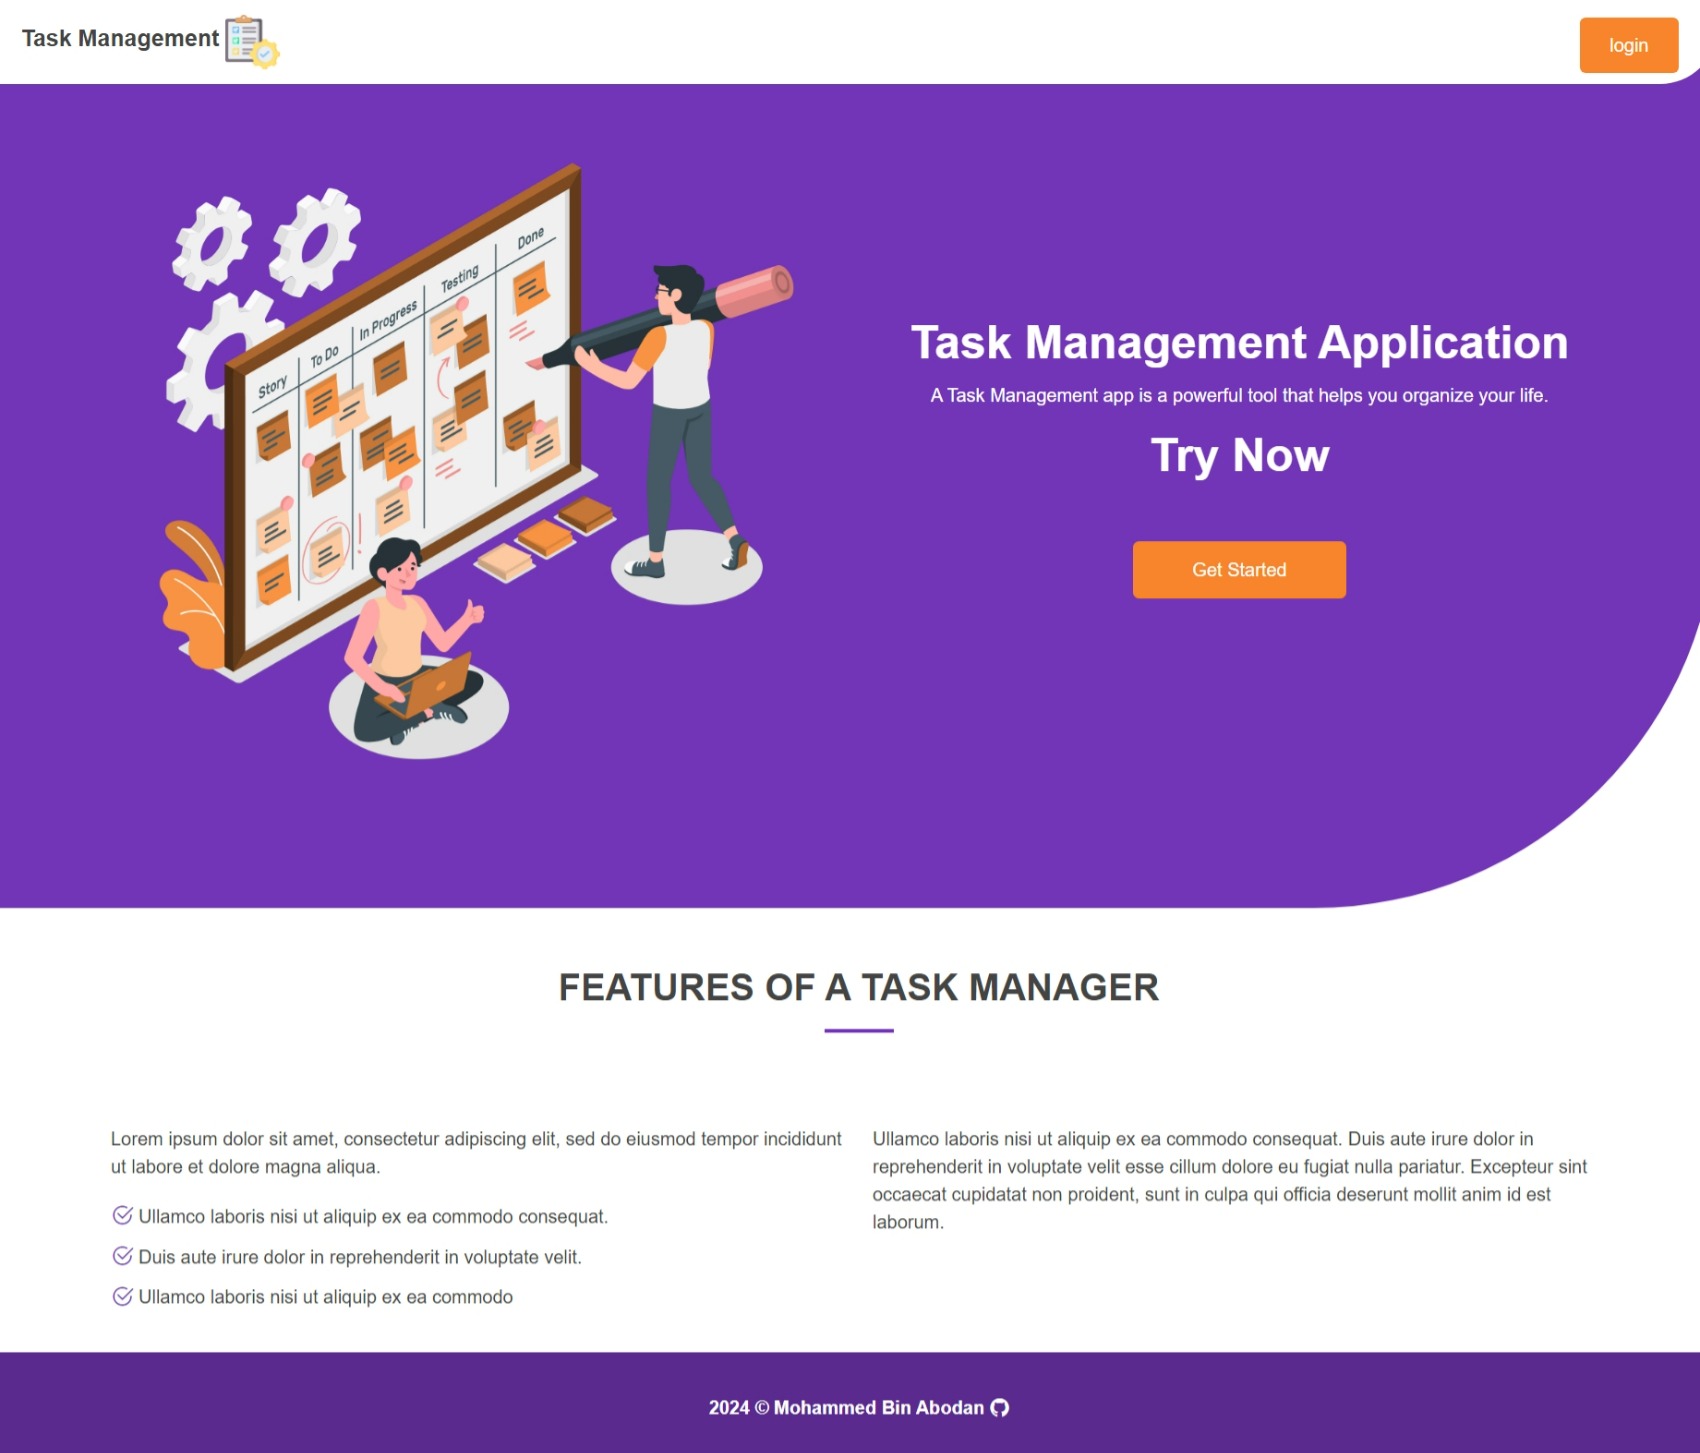 Task Management
login
Story
To Do
In Progress
Testing
Done
Task Management Application
A Task Management app is a powerful tool that helps you organize your life.
Try Now
Get Started
FEATURES OF A TASK MANAGER
Lorem ipsum dolor sit amet, consectetur adipiscing elit, sed do eiusmod tempor incididunt
ut labore et dolore magna aliqua.
Ullamco laboris nisi ut aliquip ex ea commodo consequat.
Duis aute irure dolor in reprehenderit in voluptate velit.
Ullamco laboris nisi ut aliquip ex ea commodo
Ullamco laboris nisi ut aliquip ex ea commodo consequat. Duis aute irure dolor in
reprehenderit in voluptate velit esse cillum dolore eu fugiat nulla pariatur. Excepteur sint
occaecat cupidatat non proident, sunt in culpa qui officia deserunt mollit anim id est
laborum.
2024 © Mohammed Bin Abodan